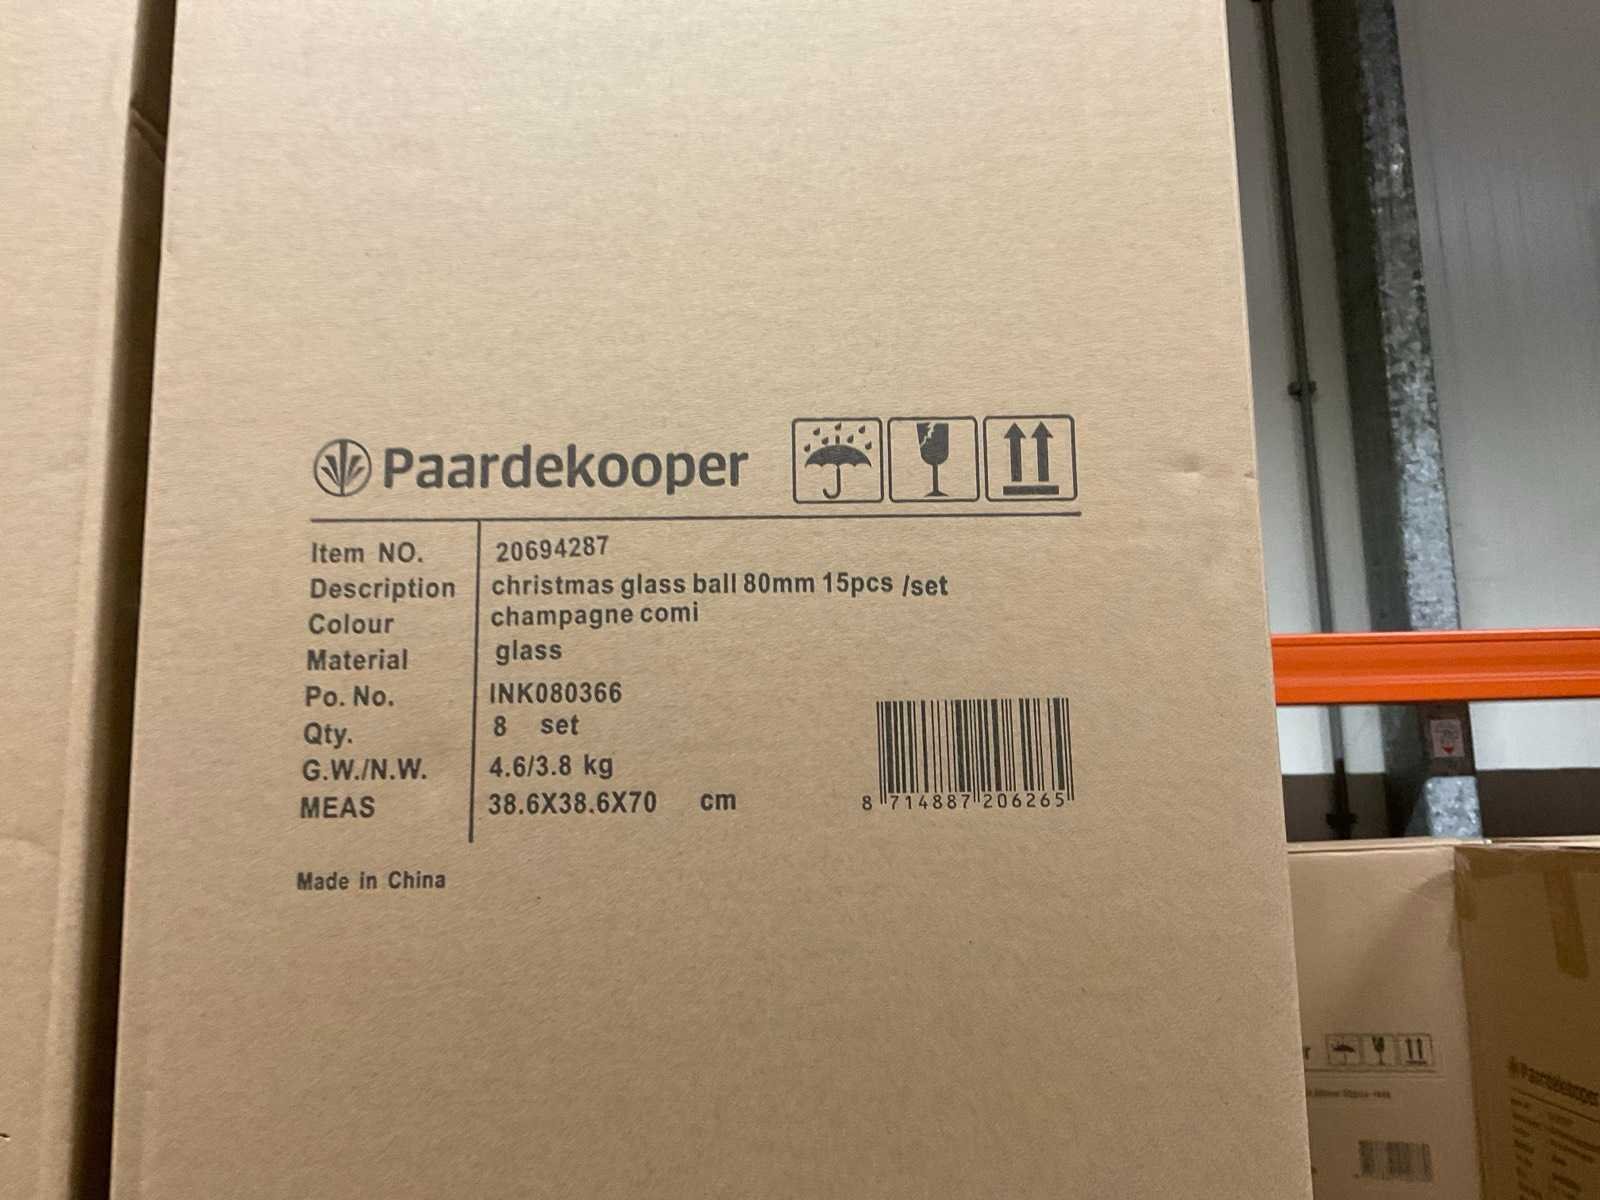 Paardekooper
Item NO. 20694287
Description christmas glass ball 80mm 15pcs /set
Colour champagne comi
Material glass
Po. No. INK080366
Qty. 8 set
G.W./N.W. 4.6/3.8 kg
MEAS 38.6X38.6X70 cm
8 714887 206265
Made in China
r
Paardekooper